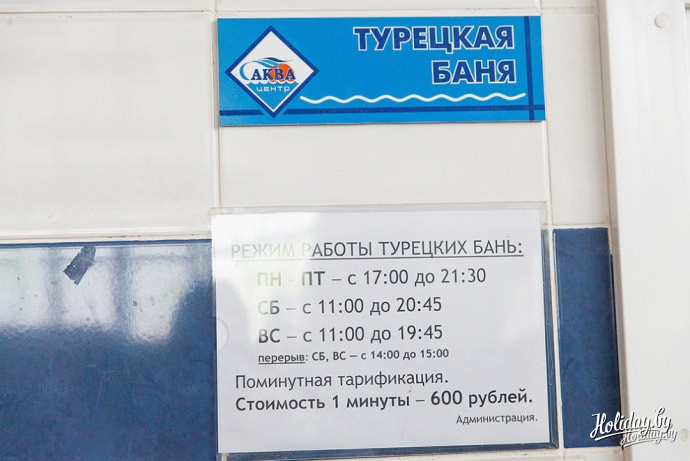 АКВА
центр
ТУРЕЦКАЯ
БАНЯ
РЕЖИМ РАБОТЫ ТУРЕЦКИХ БАНЬ:
ПН - ПТ – с 17:00 до 21:30
СБ – с 11:00 до 20:45
ВС – с 11:00 до 19:45
перерыв: СБ, ВС – с 14:00 до 15:00
Поминутная тарификация.
Стоимость 1 минуты – 600 рублей.
Администрация.
Holiday.by
Holiday.by